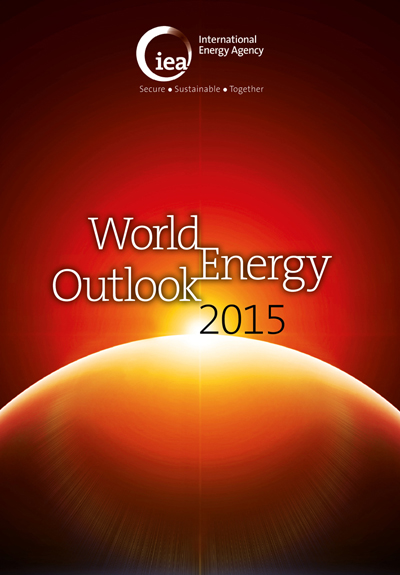 iea
International
Energy Agency
Secure • Sustainable • Together
World
Energy
Outlook
2015